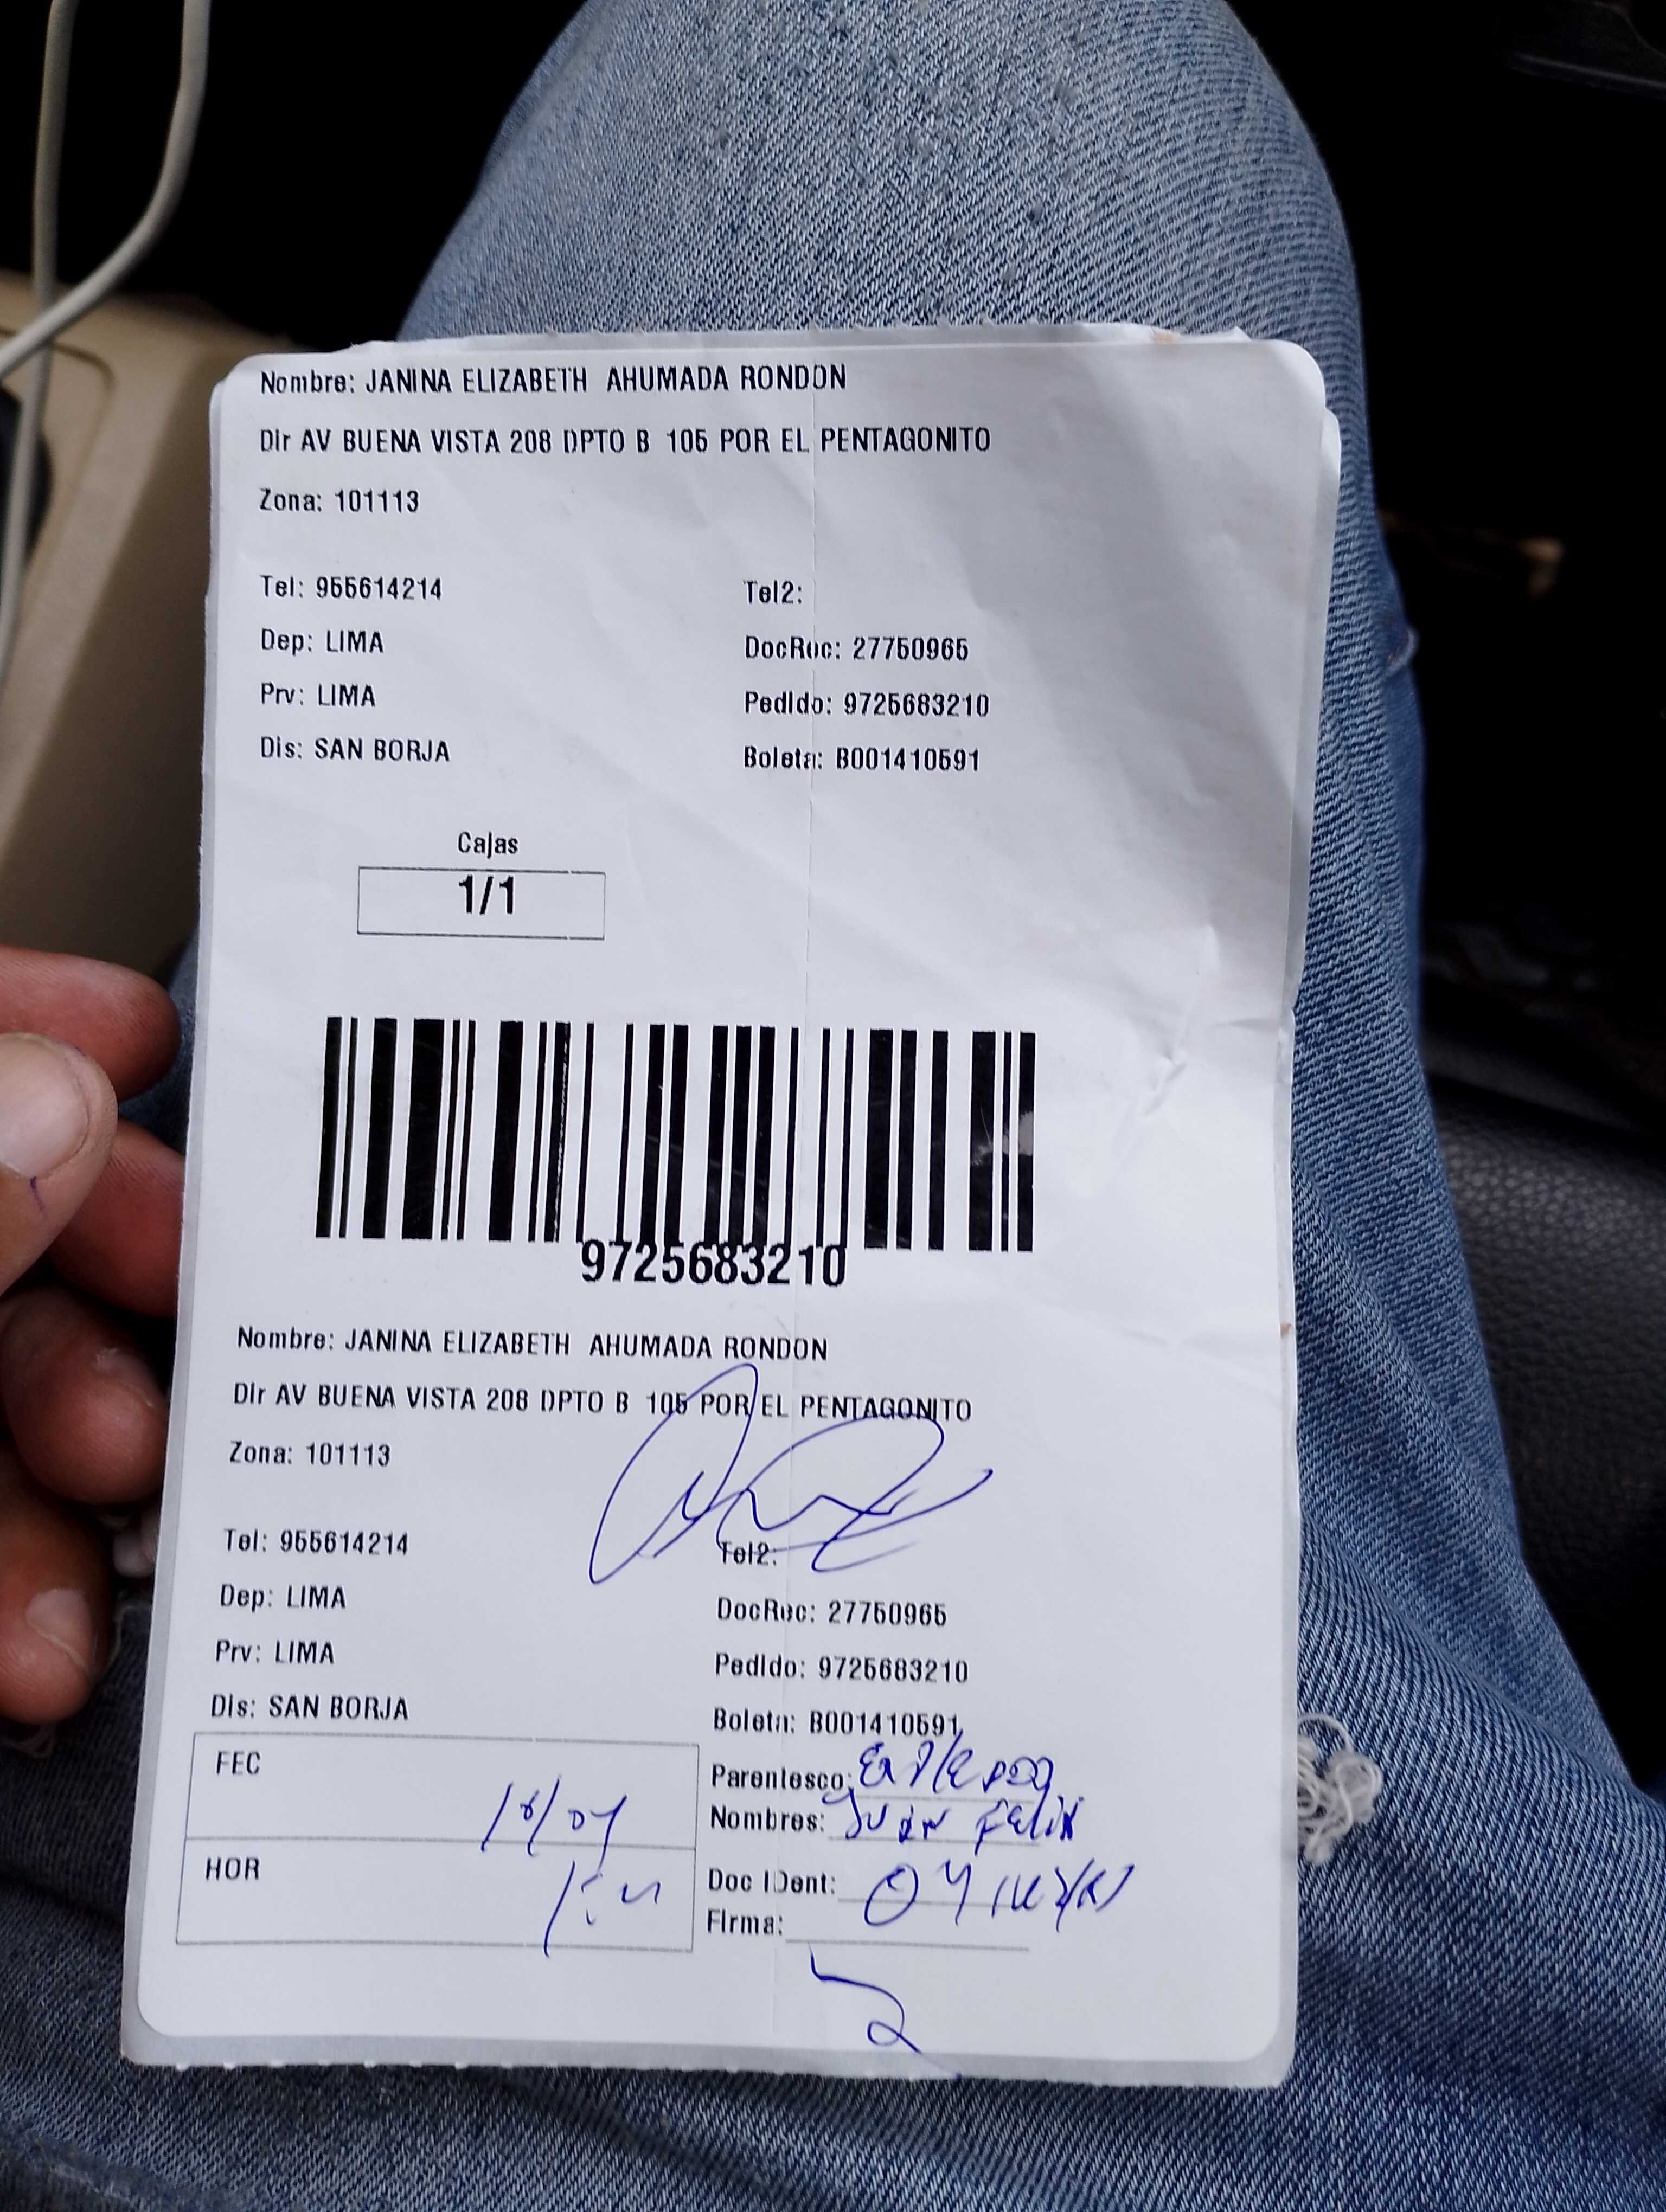 Nombre: JANINA ELIZABETH AHUMADA RONDON
Dir AV BUENA VISTA 208 DPTO B 105 POR EL PENTAGONITO
Zona: 101113
Tel: 955614214 Tel2:
Dep: LIMA DocRec: 27750965
Prv: LIMA Pedido: 9725683210
Dis: SAN BORJA Boleta: B001410591
Cajas
1/1
9725683210
Nombre: JANINA ELIZABETH AHUMADA RONDON
Dir AV BUENA VISTA 208 DPTO B 105 POR EL PENTAGONITO
Zona: 101113
Tel: 955614214 Tel2:
Dep: LIMA DocRec: 27750965
Prv: LIMA Pedido: 9725683210
Dis: SAN BORJA Boleta: B001410591
FEC Parentesco:
Nombres: Juan Felix
HOR Doc IDent:
Firma: